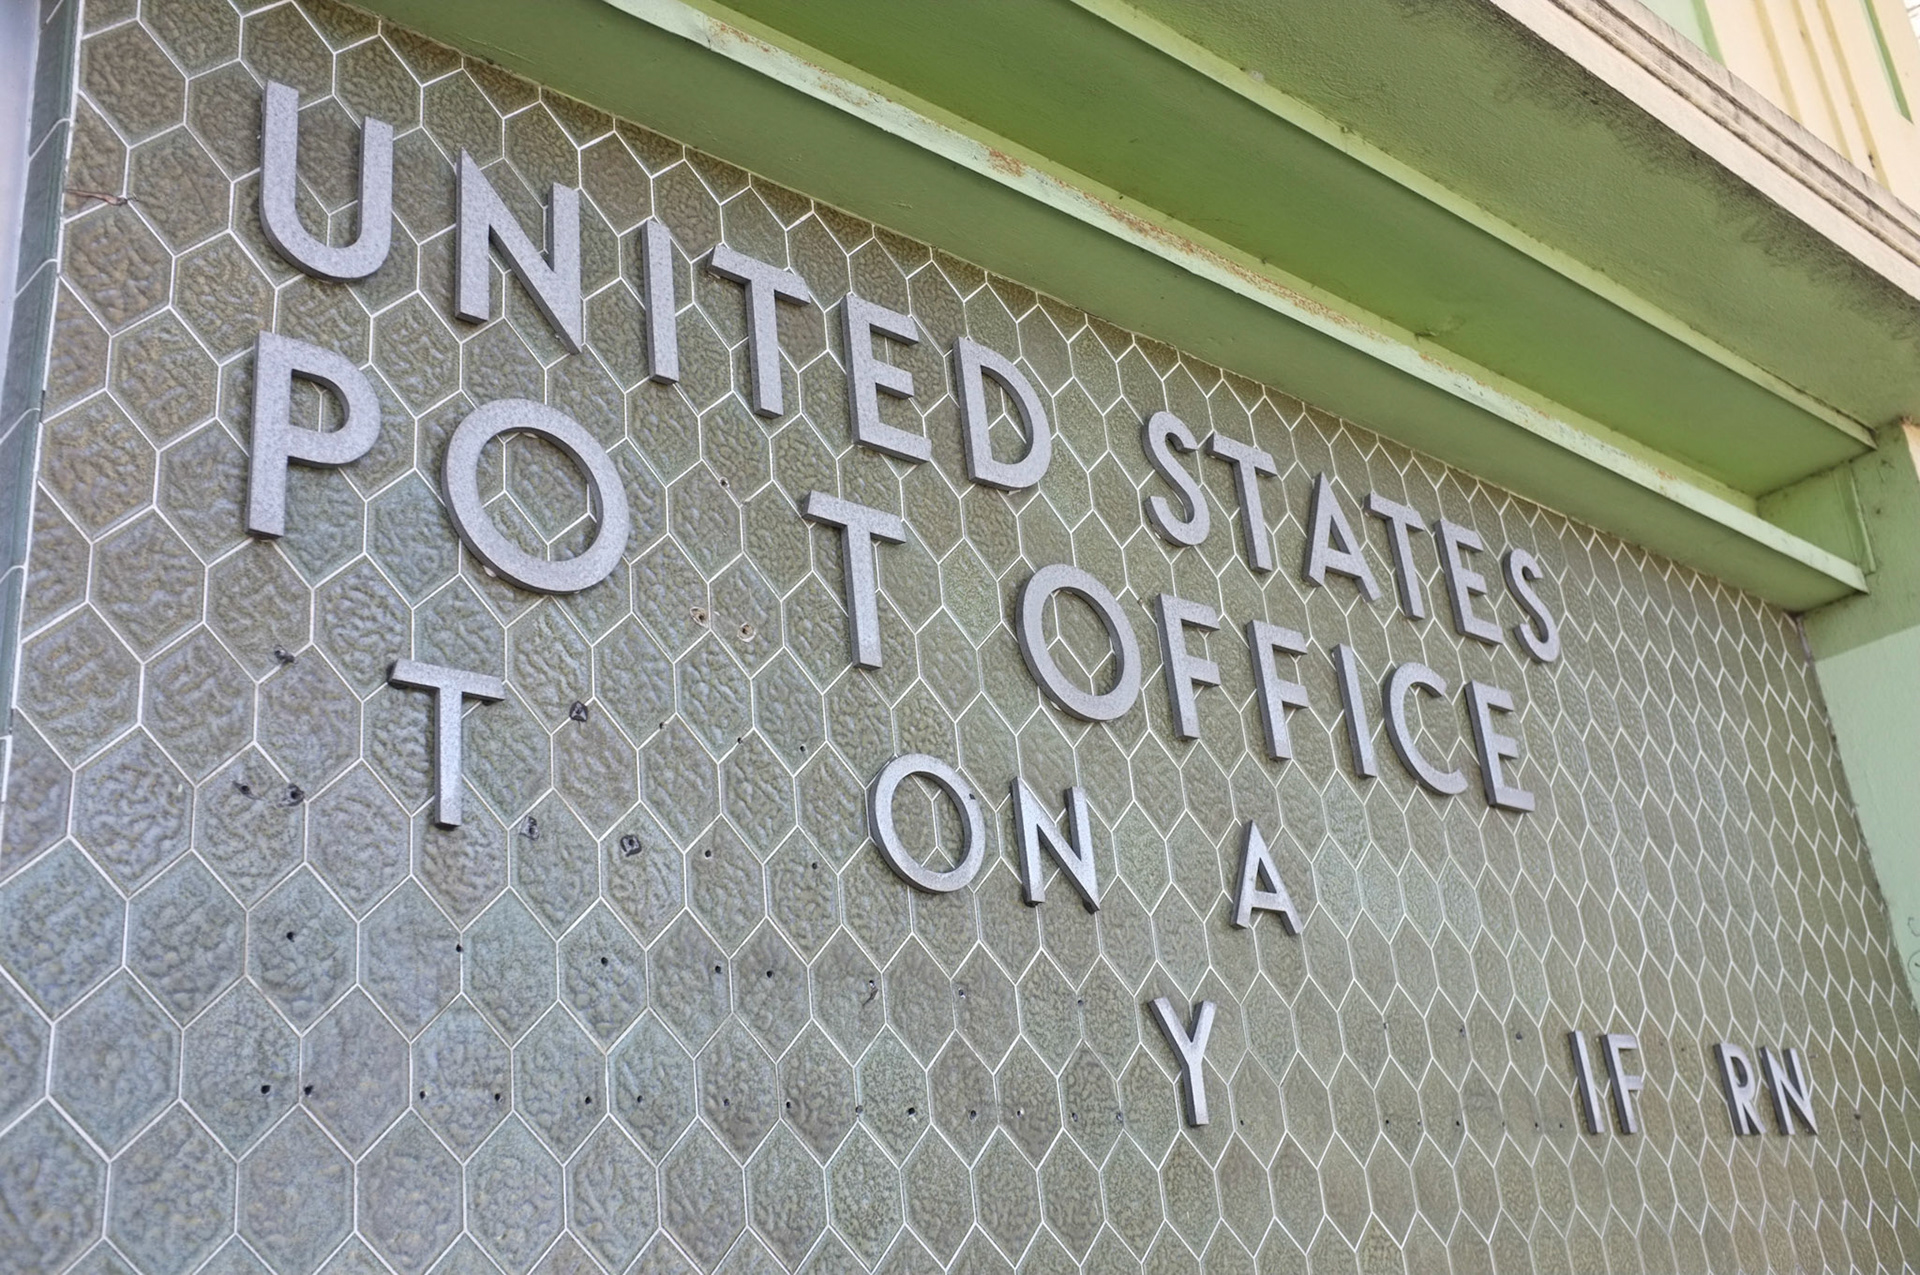 UNITED STATES
PO T OFFICE
T ON A
Y IF RN